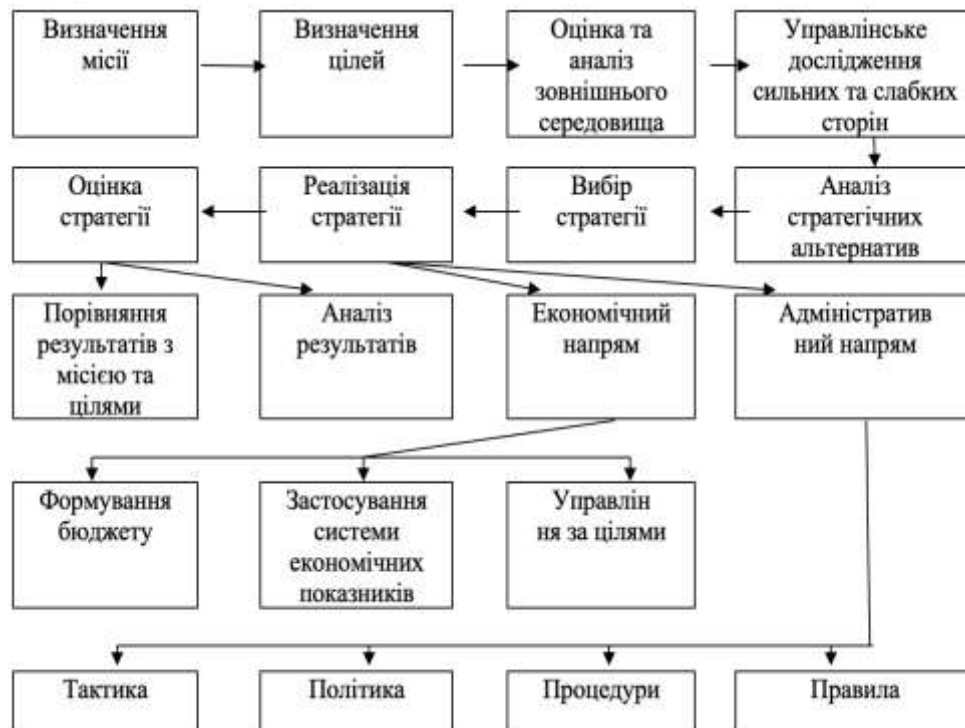 Визначення
місії
Визначення
цілей
Оцінка та
аналіз
зовнішнього
середовища
Управлінське
дослідження
сильних та слабких
сторін
Оцінка
стратегії
Реалізація
стратегії
Вибір
стратегії
Аналіз
стратегічних
альтернатив
Порівняння
результатів з
місією та
цілями
Аналіз
результатів
Економічний
напрям
Адміністратив
ний напрям
Формування
бюджету
Застосування
системи
економічних
показників
Управлін
ня за цілями
Тактика
Політика
Процедури
Правила